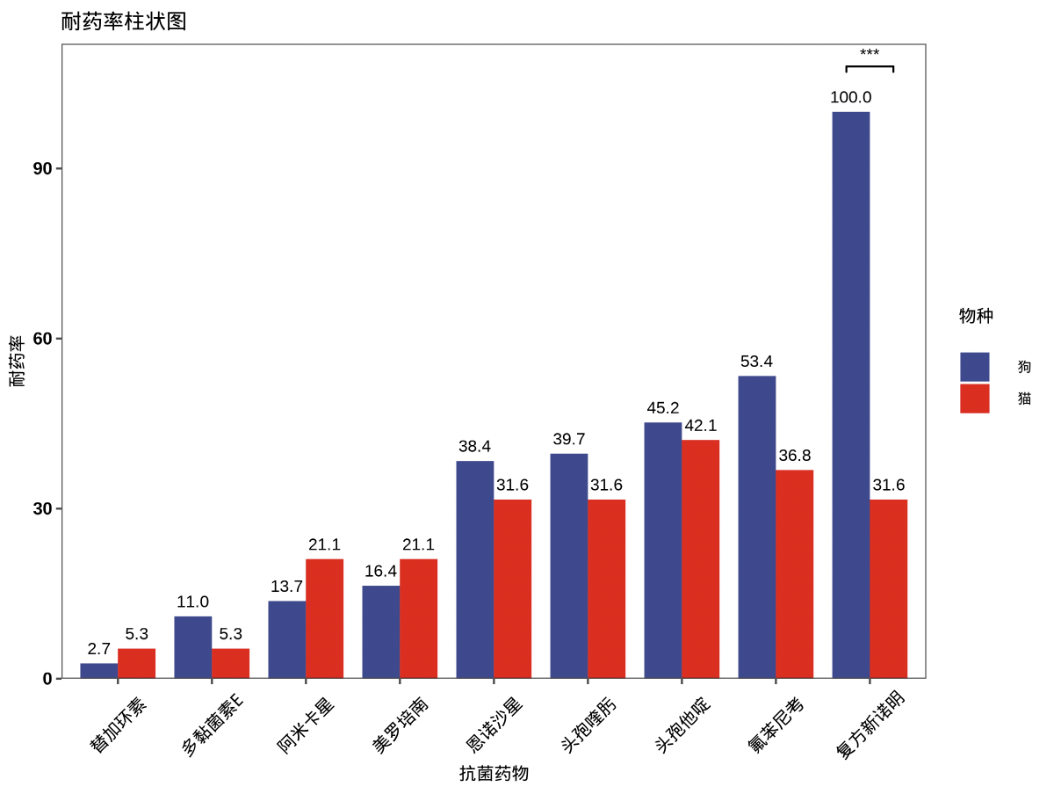 耐药率柱状图
***
100.0
90
60
53.4
45.2
42.1
38.4
39.7
36.8
31.6
31.6
31.6
30
21.1
21.1
16.4
13.7
11.0
5.3
5.3
2.7
0
耐药率
替加环素
多黏菌素E
阿米卡星
美罗培南
恩诺沙星
头孢喹肟
头孢他啶
氟苯尼考
复方新诺明
抗菌药物
物种
狗
猫